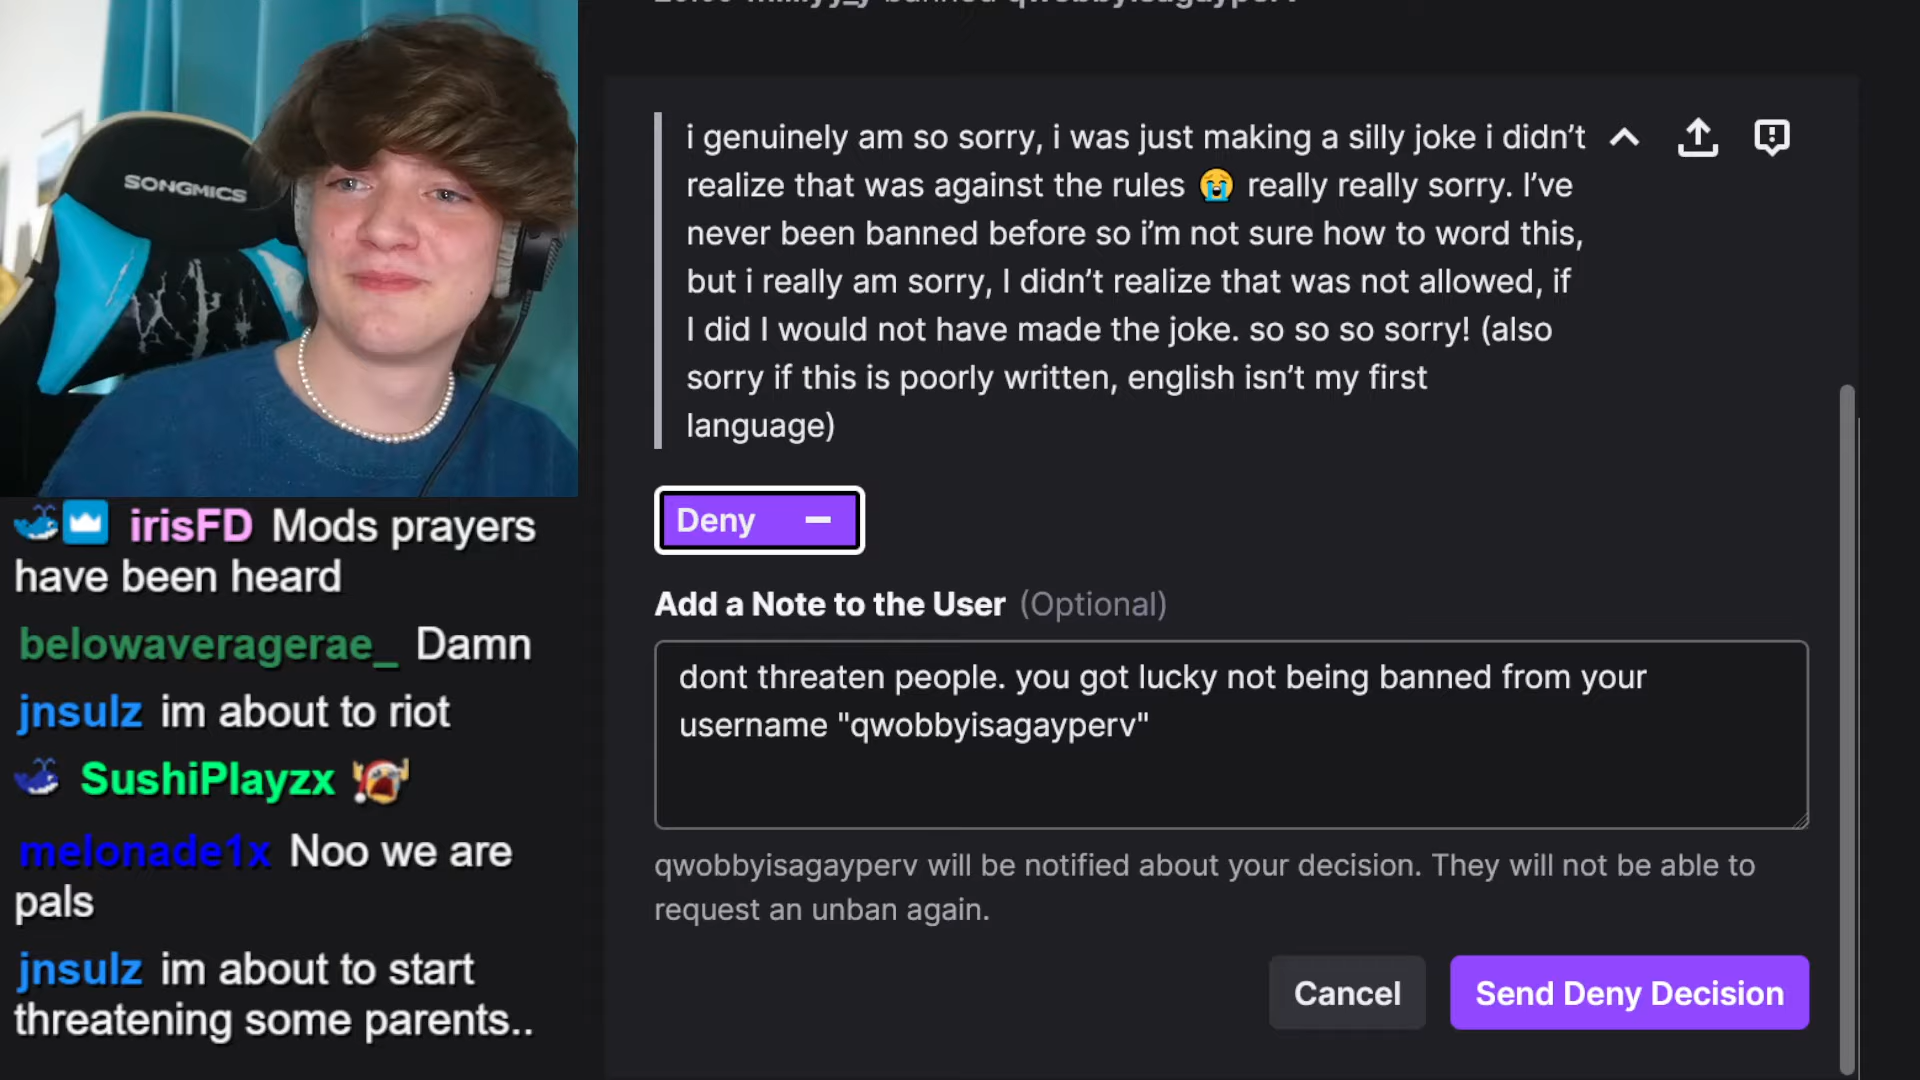 banned qwobbyisagayperv
SONGMICS
i genuinely am so sorry, i was just making a silly joke i didn’t
realize that was against the rules 😭 really really sorry. I’ve
never been banned before so i’m not sure how to word this,
but i really am sorry, I didn’t realize that was not allowed, if
I did I would not have made the joke. so so so sorry! (also
sorry if this is poorly written, english isn’t my first
language)
Deny
Add a Note to the User (Optional)
dont threaten people. you got lucky not being banned from your
username "qwobbyisagayperv"
qwobbyisagayperv will be notified about your decision. They will not be able to
request an unban again.
Cancel
Send Deny Decision
irisFD Mods prayers
have been heard
belowaveragerae_ Damn
jnsulz im about to riot
SushiPlayzx
melonade1x Noo we are
pals
jnsulz im about to start
threatening some parents..